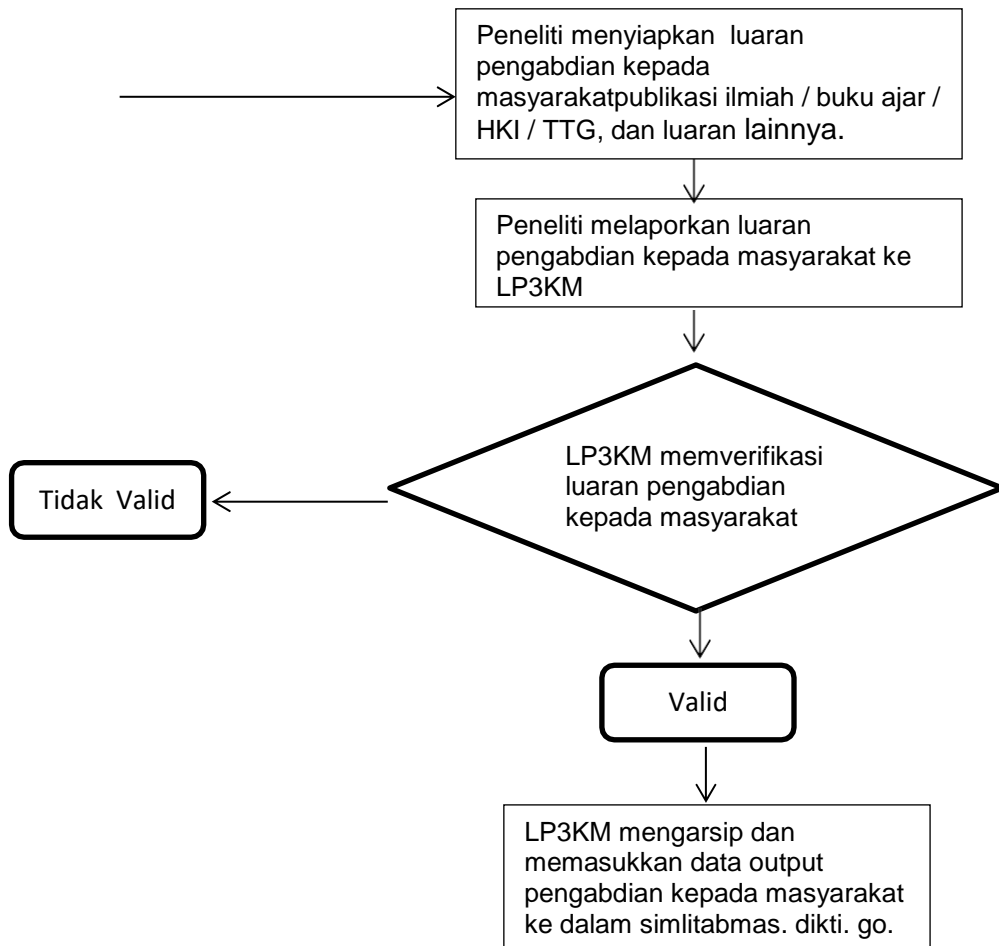 Peneliti menyiapkan luaran
pengabdian kepada
masyarakatpublikasi ilmiah / buku ajar /
HKI / TTG, dan luaran lainnya.
Peneliti melaporkan luaran
pengabdian kepada masyarakat ke
LP3KM
LP3KM memverifikasi
luaran pengabdian
kepada masyarakat
Tidak Valid
Valid
LP3KM mengarsip dan
memasukkan data output
pengabdian kepada masyarakat
ke dalam simlitabmas. dikti. go.